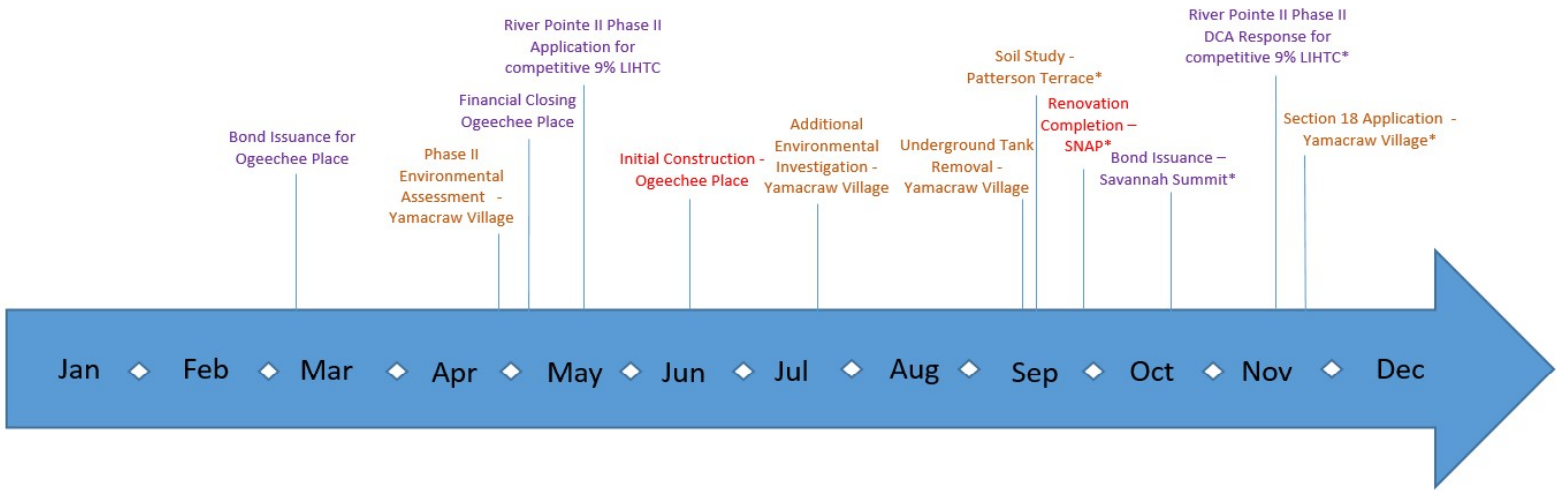 River Pointe II Phase II
Application for
competitive 9% LIHTC
River Pointe II Phase II
DCA Response for
competitive 9% LIHTC*
Soil Study -
Patterson Terrace*
Financial Closing
Ogeechee Place
Renovation
Completion –
SNAP*
Section 18 Application -
Yamacraw Village*
Bond Issuance for
Ogeechee Place
Additional
Environmental
Investigation -
Yamacraw Village
Underground Tank
Removal -
Yamacraw Village
Phase II
Environmental
Assessment -
Yamacraw Village
Initial Construction -
Ogeechee Place
Bond Issuance –
Savannah Summit*
Jan
Feb
Mar
Apr
May
Jun
Jul
Aug
Sep
Oct
Nov
Dec